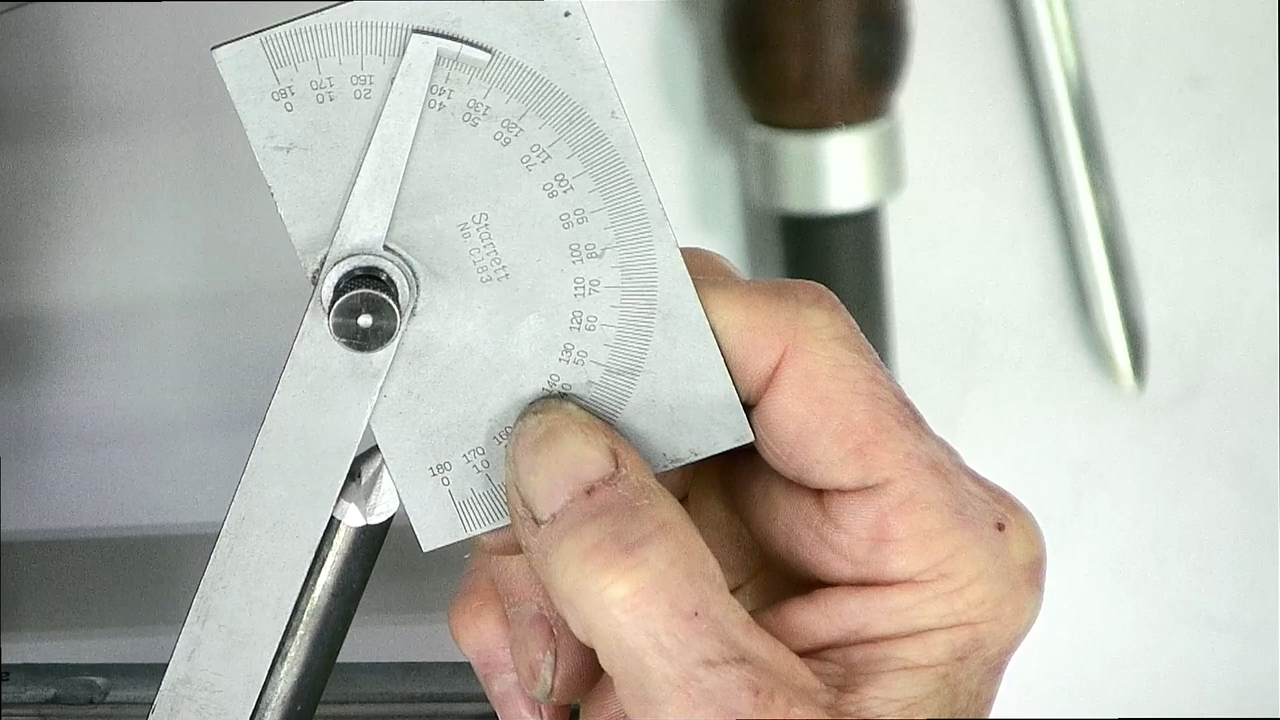 Starrett
No C183
180 170 160 140 130 120 110 100 90 80 70 60 50
0 10 20 40 50 60 70 80 90 100 110 120 130 140
160 170 180
10 0